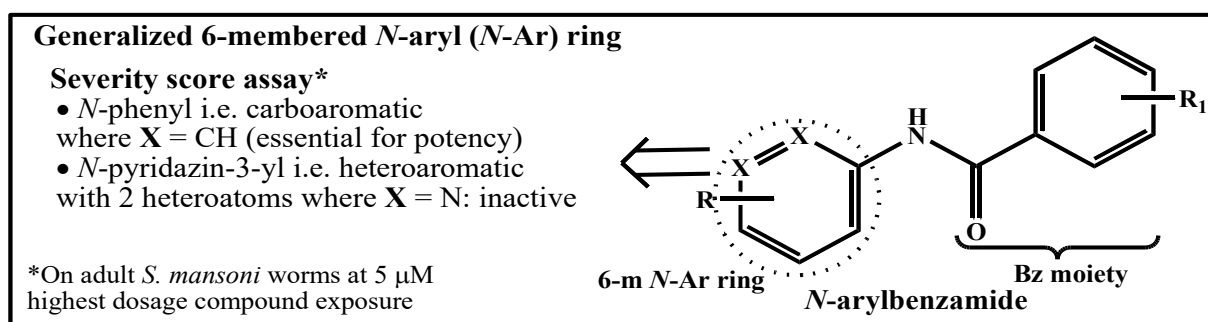 Generalized 6-membered N-aryl (N-Ar) ring
Severity score assay*
• N-phenyl i.e. carboaromatic
where X = CH (essential for potency)
• N-pyridazin-3-yl i.e. heteroaromatic
with 2 heteroatoms where X = N: inactive
*On adult S. mansoni worms at 5 μM
highest dosage compound exposure
H
N
X
X
R
R1
O
6-m N-Ar ring
Bz moiety
N-arylbenzamide